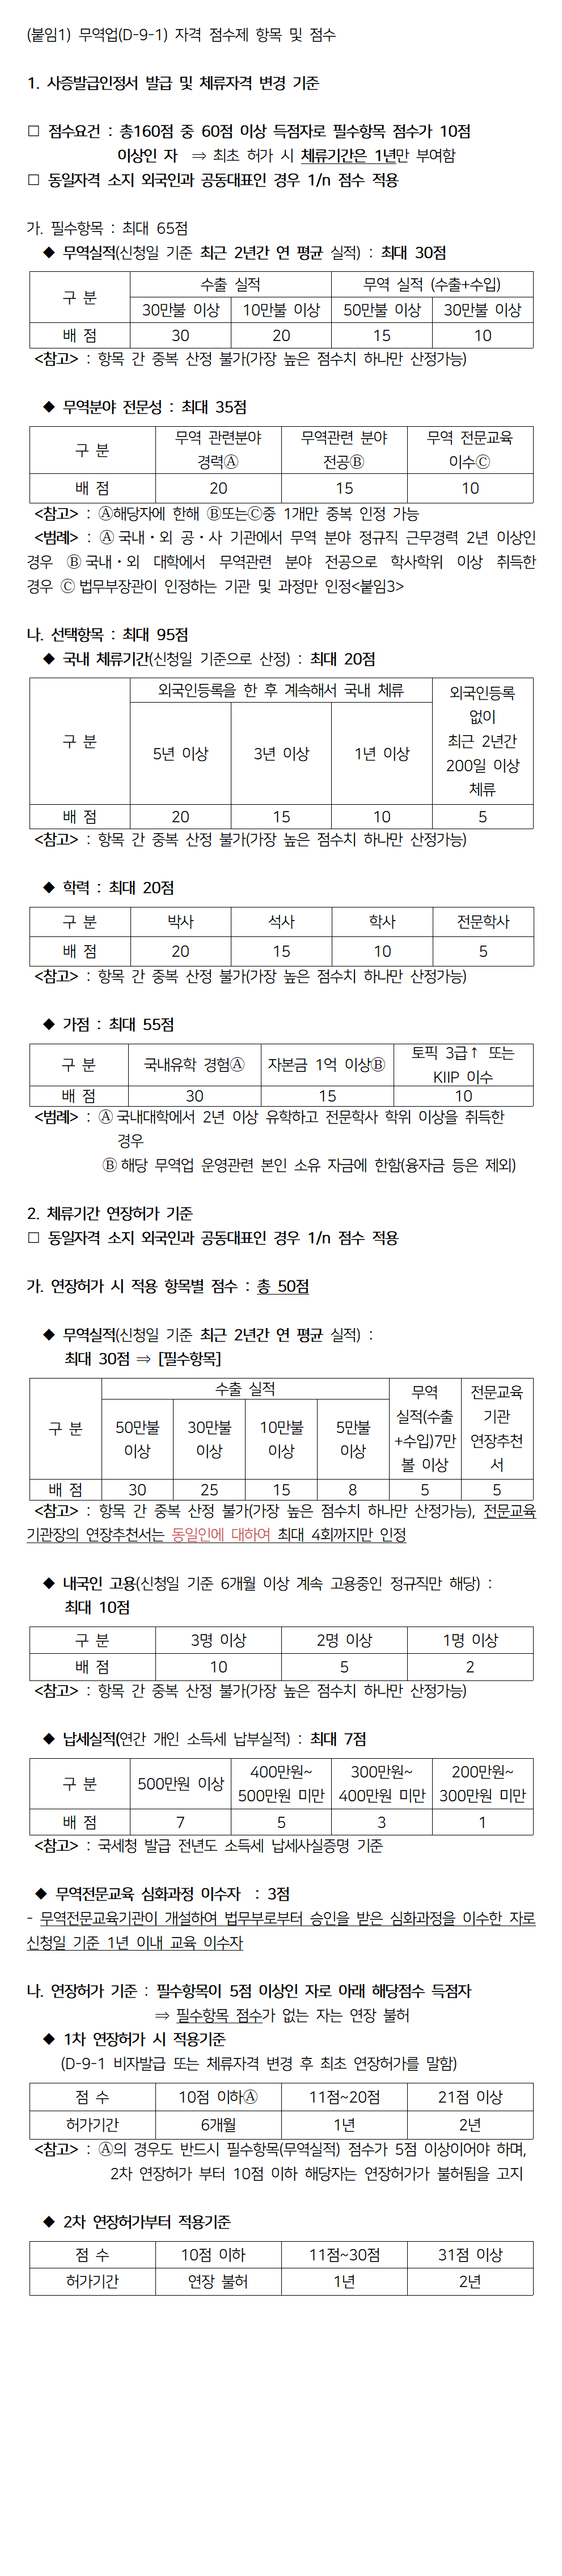 (붙임1) 무역업(D-9-1) 자격 점수제 항목 및 점수
1. 사증발급인정서 발급 및 체류자격 변경 기준
□ 점수요건 : 총160점 중 60점 이상 득점자로 필수항목 점수가 10점
이상인 자 ⇒ 최초 허가 시 체류기간은 1년만 부여함
□ 동일자격 소지 외국인과 공동대표인 경우 1/n 점수 적용
가. 필수항목 : 최대 65점
◆ 무역실적(신청일 기준 최근 2년간 연 평균 실적) : 최대 30점
구 분
수출 실적
무역 실적 (수출+수입)
30만불 이상
10만불 이상
50만불 이상
30만불 이상
배 점
30
20
15
10
<참고> : 항목 간 중복 산정 불가(가장 높은 점수치 하나만 산정가능)
◆ 무역분야 전문성 : 최대 35점
구 분
무역 관련분야
경력Ⓐ
무역관련 분야
전공Ⓑ
무역 전문교육
이수Ⓒ
배 점
20
15
10
<참고> : Ⓐ해당자에 한해 Ⓑ또는Ⓒ중 1개만 중복 인정 가능
<범례> : Ⓐ 국내·외 공·사 기관에서 무역 분야 정규직 근무경력 2년 이상인
경우 Ⓑ 국내·외 대학에서 무역관련 분야 전공으로 학사학위 이상 취득한
경우 Ⓒ 법무부장관이 인정하는 기관 및 과정만 인정<붙임3>
나. 선택항목 : 최대 95점
◆ 국내 체류기간(신청일 기준으로 산정) : 최대 20점
구 분
외국인등록을 한 후 계속해서 국내 체류
5년 이상
3년 이상
1년 이상
외국인등록
없이
최근 2년간
200일 이상
체류
배 점
20
15
10
5
<참고> : 항목 간 중복 산정 불가(가장 높은 점수치 하나만 산정가능)
◆ 학력 : 최대 20점
구 분
박사
석사
학사
전문학사
배 점
20
15
10
5
<참고> : 항목 간 중복 산정 불가(가장 높은 점수치 하나만 산정가능)
◆ 가점 : 최대 55점
구 분
국내유학 경험Ⓐ
자본금 1억 이상Ⓑ
토픽 3급↑ 또는
KIIP 이수
배 점
30
15
10
<범례> : Ⓐ 국내대학에서 2년 이상 유학하고 전문학사 학위 이상을 취득한
경우
Ⓑ 해당 무역업 운영관련 본인 소유 자금에 한함(융자금 등은 제외)
2. 체류기간 연장허가 기준
□ 동일자격 소지 외국인과 공동대표인 경우 1/n 점수 적용
가. 연장허가 시 적용 항목별 점수 : 총 50점
◆ 무역실적(신청일 기준 최근 2년간 연 평균 실적) :
최대 30점 ⇒ [필수항목]
구 분
수출 실적
50만불
이상
30만불
이상
10만불
이상
5만불
이상
무역
실적(수출
+수입)7만
볼 이상
전문교육
기관
연장추천
서
배 점
30
25
15
8
5
5
<참고> : 항목 간 중복 산정 불가(가장 높은 점수치 하나만 산정가능), 전문교육
기관장의 연장추천서는 동일인에 대하여 최대 4회까지만 인정
◆ 내국인 고용(신청일 기준 6개월 이상 계속 고용중인 정규직만 해당) :
최대 10점
구 분
3명 이상
2명 이상
1명 이상
배 점
10
5
2
<참고> : 항목 간 중복 산정 불가(가장 높은 점수치 하나만 산정가능)
◆ 납세실적(연간 개인 소득세 납부실적) : 최대 7점
구 분
500만원 이상
400만원~
500만원 미만
300만원~
400만원 미만
200만원~
300만원 미만
배 점
7
5
3
1
<참고> : 국세청 발급 전년도 소득세 납세사실증명 기준
◆ 무역전문교육 심화과정 이수자 : 3점
- 무역전문교육기관이 개설하여 법무부로부터 승인을 받은 심화과정을 이수한 자로
신청일 기준 1년 이내 교육 이수자
나. 연장허가 기준 : 필수항목이 5점 이상인 자로 아래 해당점수 득점자
⇒ 필수항목 점수가 없는 자는 연장 불허
◆ 1차 연장허가 시 적용기준
(D-9-1 비자발급 또는 체류자격 변경 후 최초 연장허가를 말함)
점 수
10점 이하Ⓐ
11점~20점
21점 이상
허가기간
6개월
1년
2년
<참고> : Ⓐ의 경우도 반드시 필수항목(무역실적) 점수가 5점 이상이어야 하며,
2차 연장허가 부터 10점 이하 해당자는 연장허가가 불허됨을 고지
◆ 2차 연장허가부터 적용기준
점 수
10점 이하
11점~30점
31점 이상
허가기간
연장 불허
1년
2년